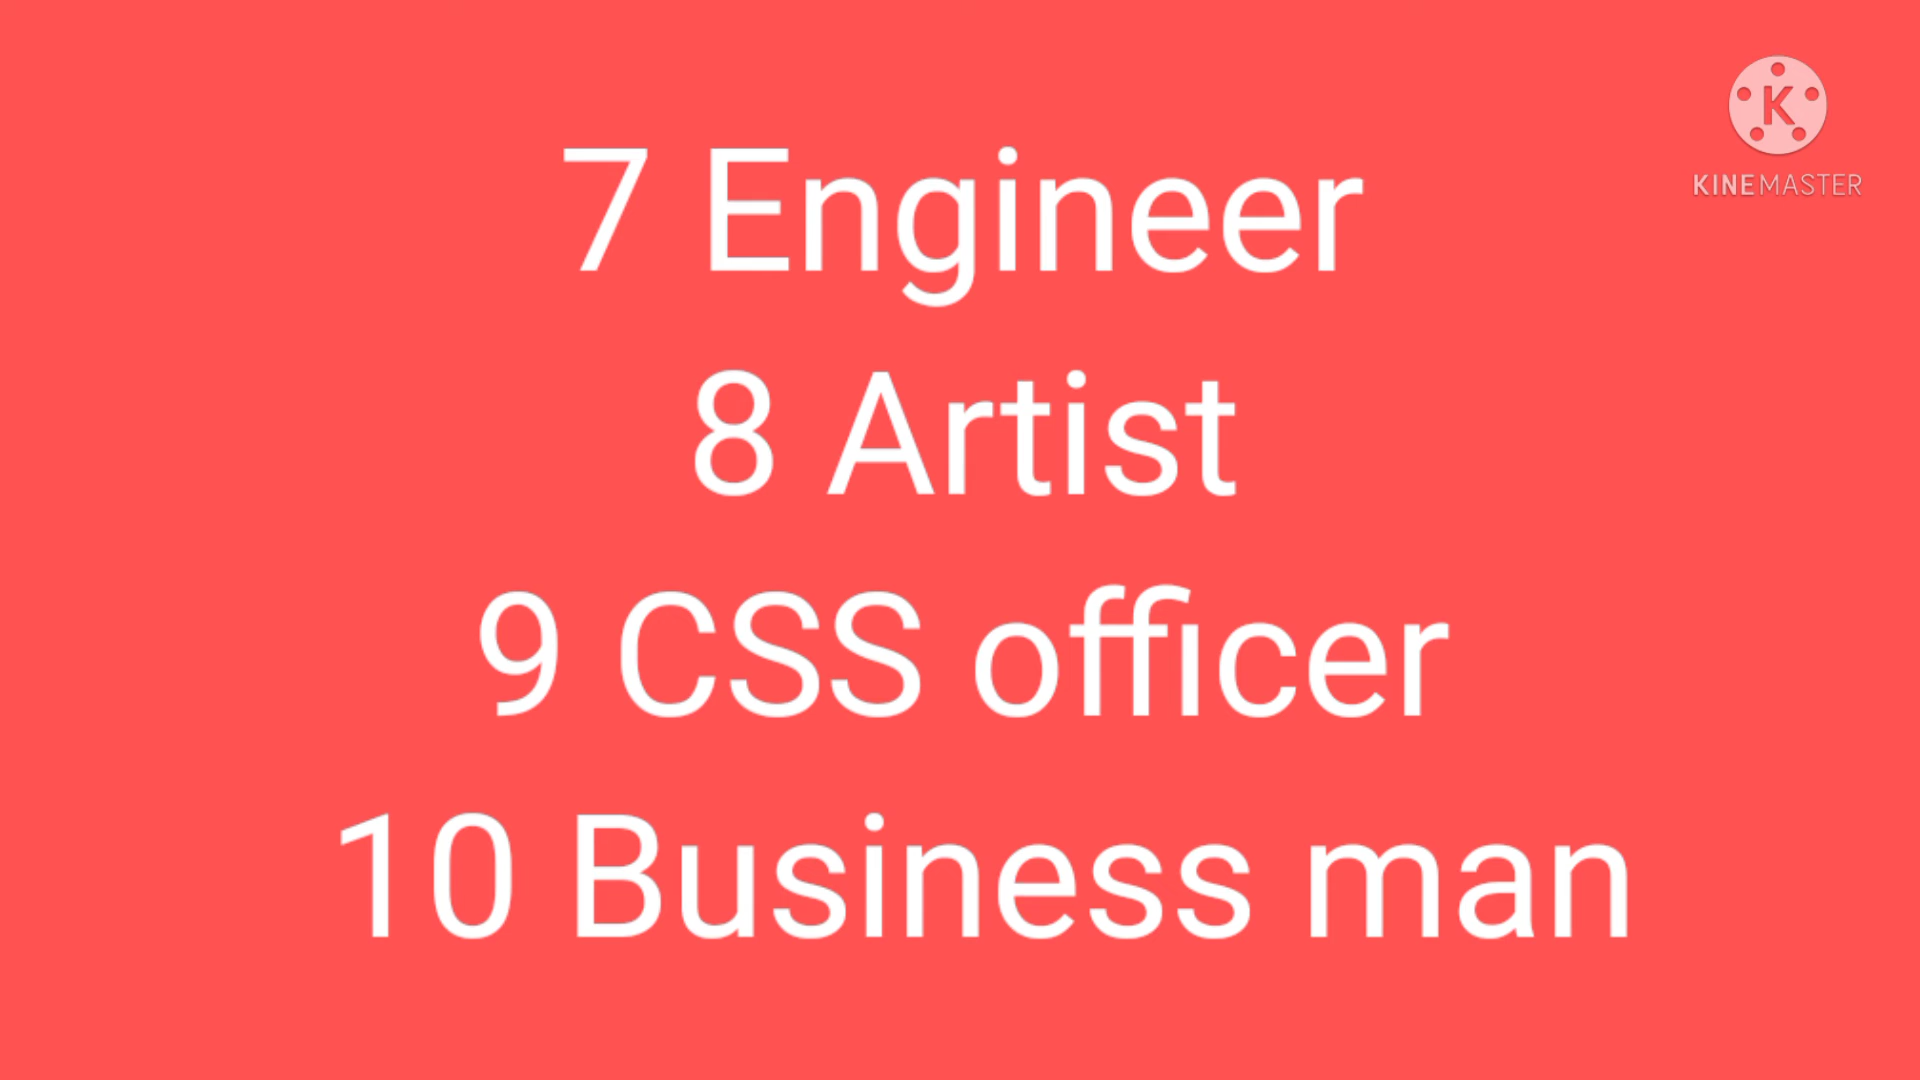 K
KINEMASTER
7 Engineer
8 Artist
9 CSS officer
10 Business man